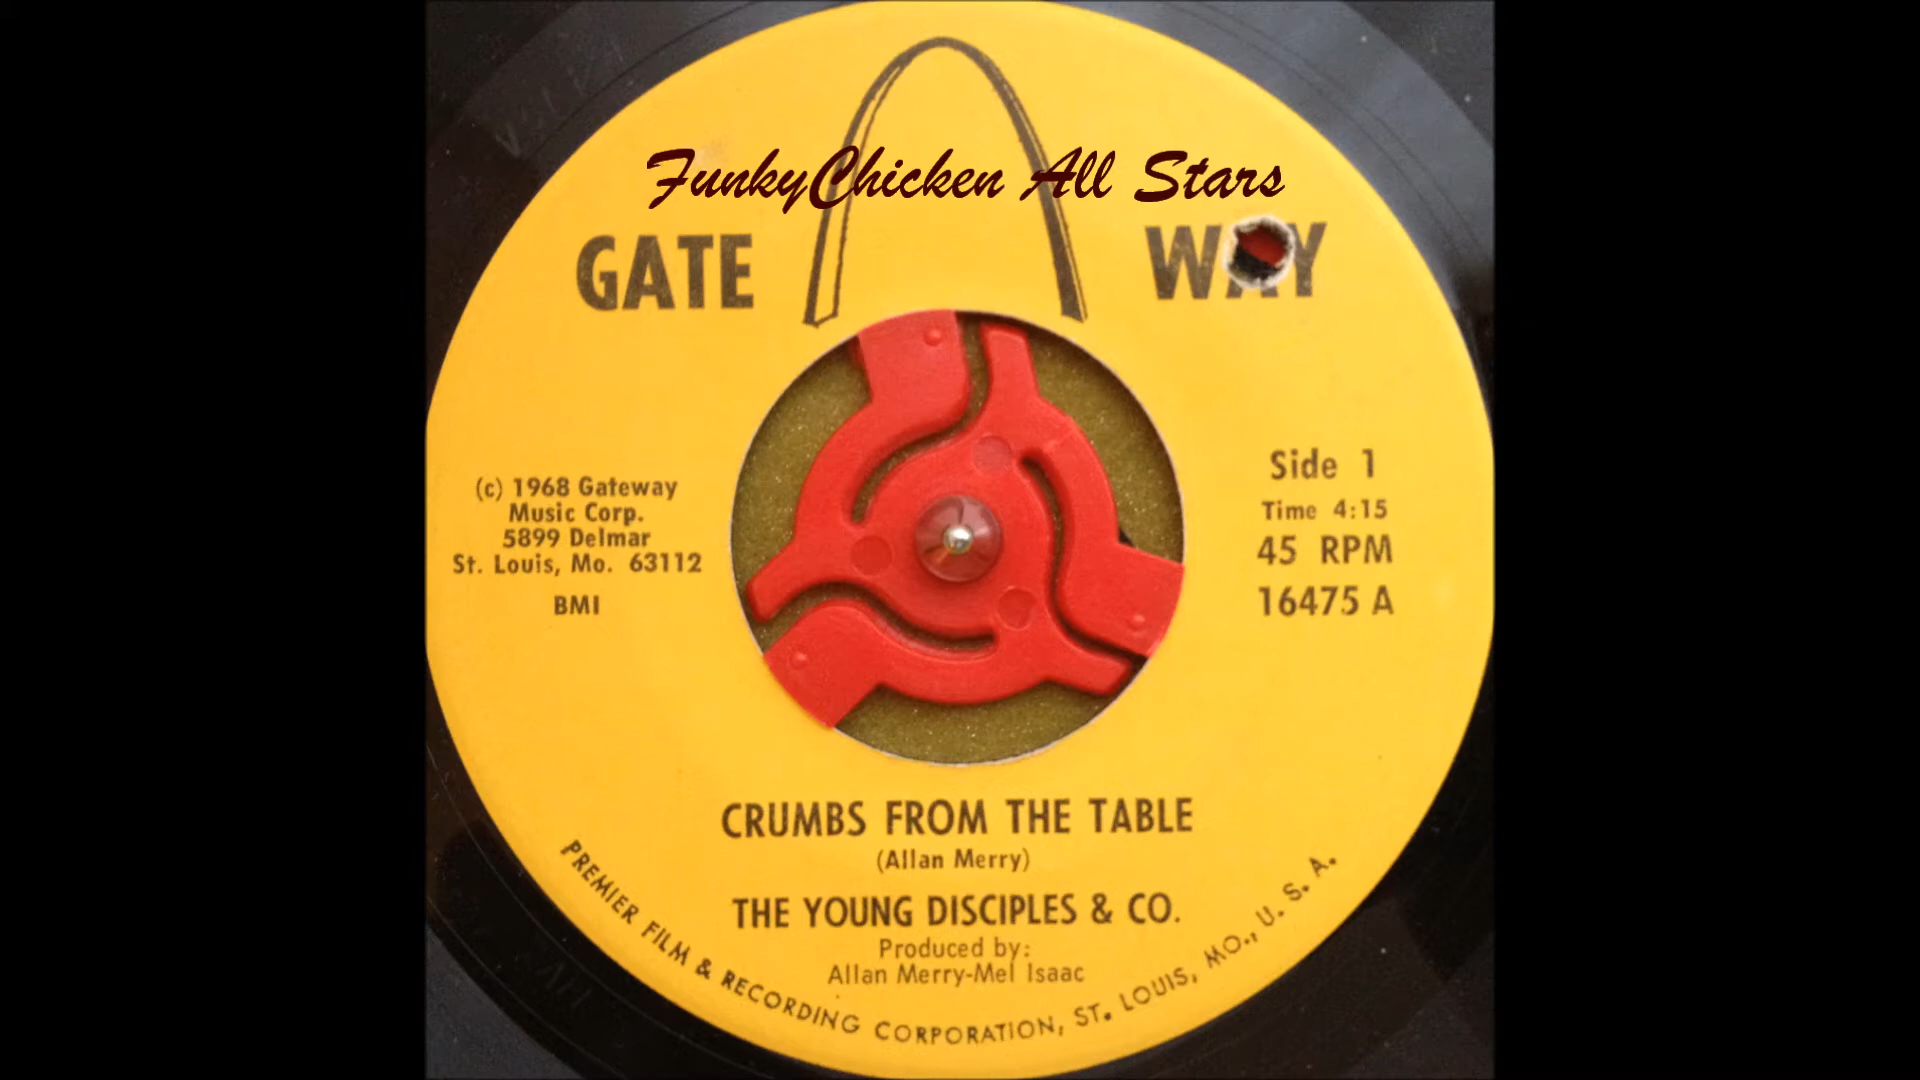 FunkyChicken All Stars
GATE WAY
(c) 1968 Gateway
Music Corp.
5899 Delmar
St. Louis, Mo. 63112
BMI
Side 1
Time 4:15
45 RPM
16475 A
CRUMBS FROM THE TABLE
(Allan Merry)
THE YOUNG DISCIPLES & CO.
Produced by:
Allan Merry-Mel Isaac
PREMIER FILM & RECORDING CORPORATION, ST. LOUIS, MO., U. S. A.